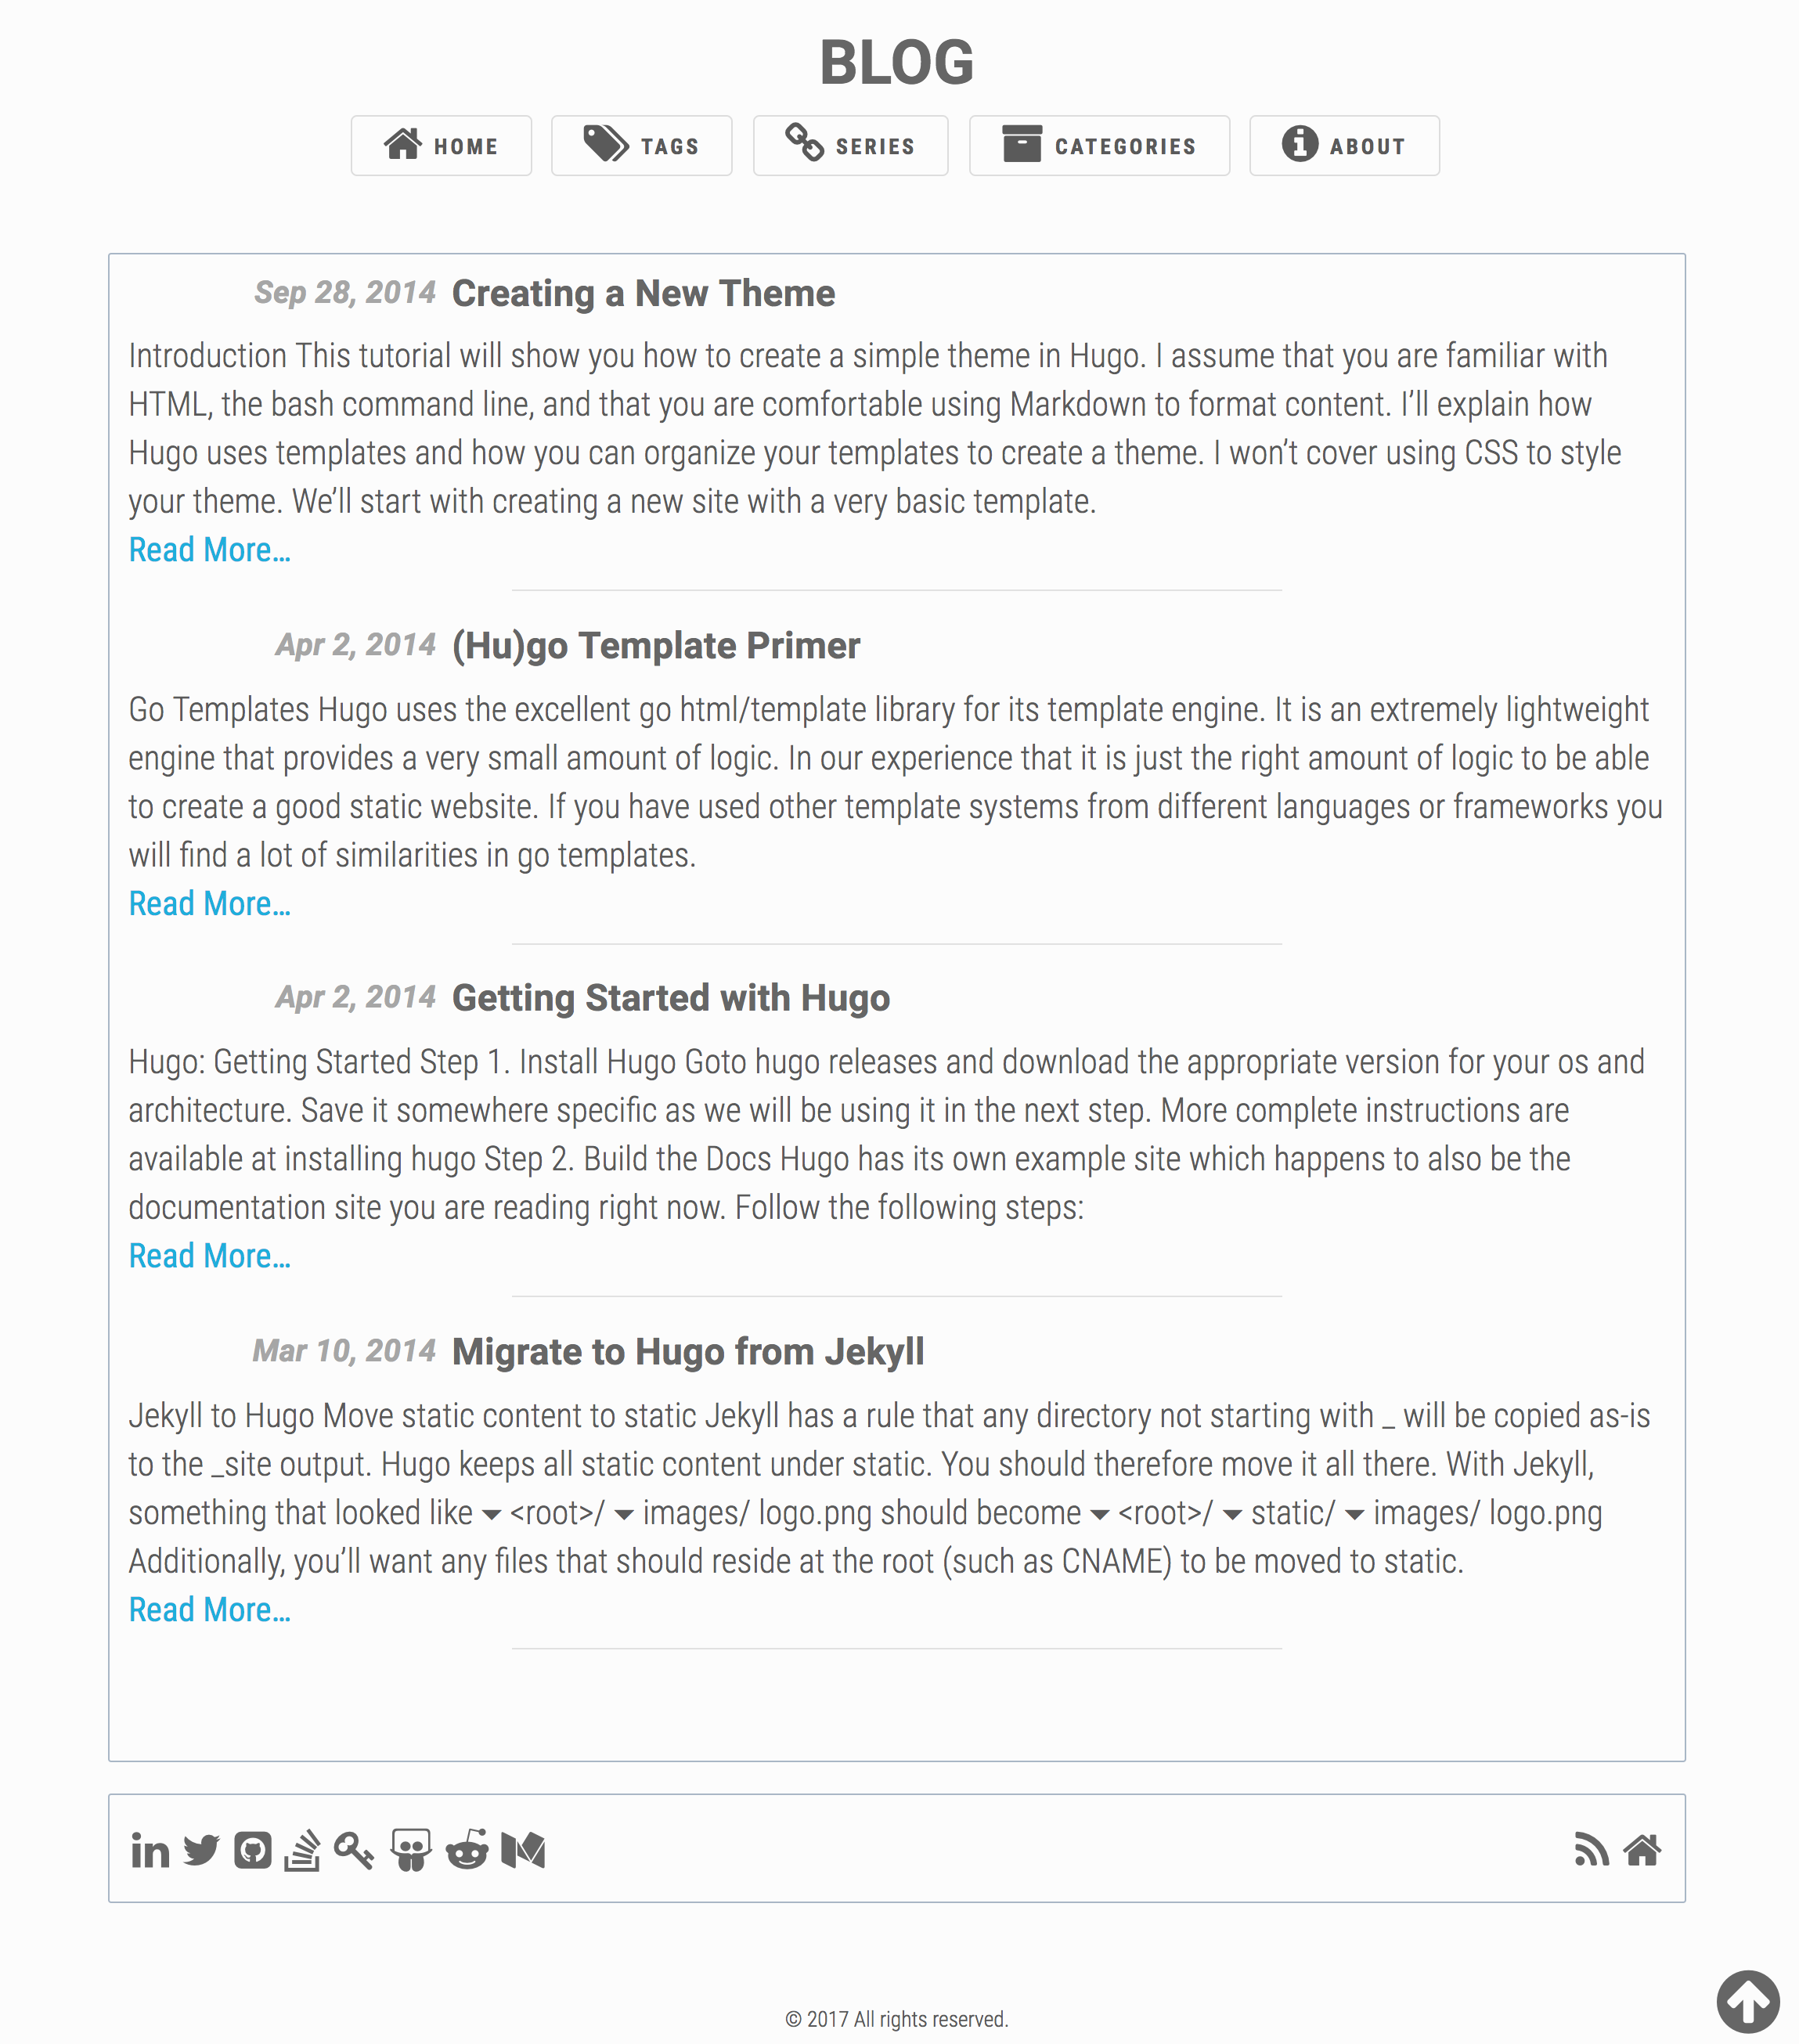 BLOG
HOME TAGS SERIES CATEGORIES ABOUT
Sep 28, 2014 Creating a New Theme
Introduction This tutorial will show you how to create a simple theme in Hugo. I assume that you are familiar with
HTML, the bash command line, and that you are comfortable using Markdown to format content. I’ll explain how
Hugo uses templates and how you can organize your templates to create a theme. I won’t cover using CSS to style
your theme. We’ll start with creating a new site with a very basic template.
Read More…
Apr 2, 2014 (Hu)go Template Primer
Go Templates Hugo uses the excellent go html/template library for its template engine. It is an extremely lightweight
engine that provides a very small amount of logic. In our experience that it is just the right amount of logic to be able
to create a good static website. If you have used other template systems from different languages or frameworks you
will find a lot of similarities in go templates.
Read More…
Apr 2, 2014 Getting Started with Hugo
Hugo: Getting Started Step 1. Install Hugo Goto hugo releases and download the appropriate version for your os and
architecture. Save it somewhere specific as we will be using it in the next step. More complete instructions are
available at installing hugo Step 2. Build the Docs Hugo has its own example site which happens to also be the
documentation site you are reading right now. Follow the following steps:
Read More…
Mar 10, 2014 Migrate to Hugo from Jekyll
Jekyll to Hugo Move static content to static Jekyll has a rule that any directory not starting with _ will be copied as-is
to the _site output. Hugo keeps all static content under static. You should therefore move it all there. With Jekyll,
something that looked like ▾ <root>/ ▾ images/ logo.png should become ▾ <root>/ ▾ static/ ▾ images/ logo.png
Additionally, you’ll want any files that should reside at the root (such as CNAME) to be moved to static.
Read More…
© 2017 All rights reserved.